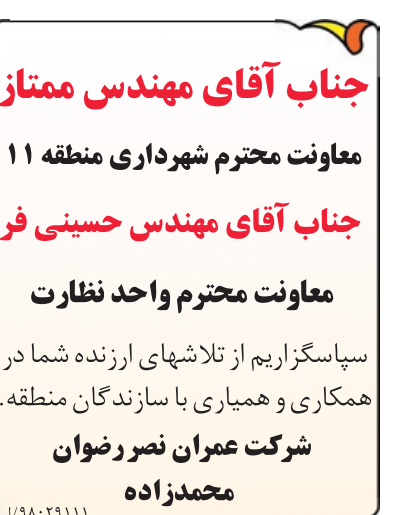 جناب آقای مهندس ممتاز
معاونت محترم شهرداری منطقه ۱۱
جناب آقای مهندس حسینی فر
معاونت محترم واحد نظارت
سپاسگزاریم از تلاشهای ارزنده شما در
همکاری و همیاری با سازندگان منطقه.
شرکت عمران نصر رضوان
محمدزاده
/۹۸۰۲۹۱۱۱